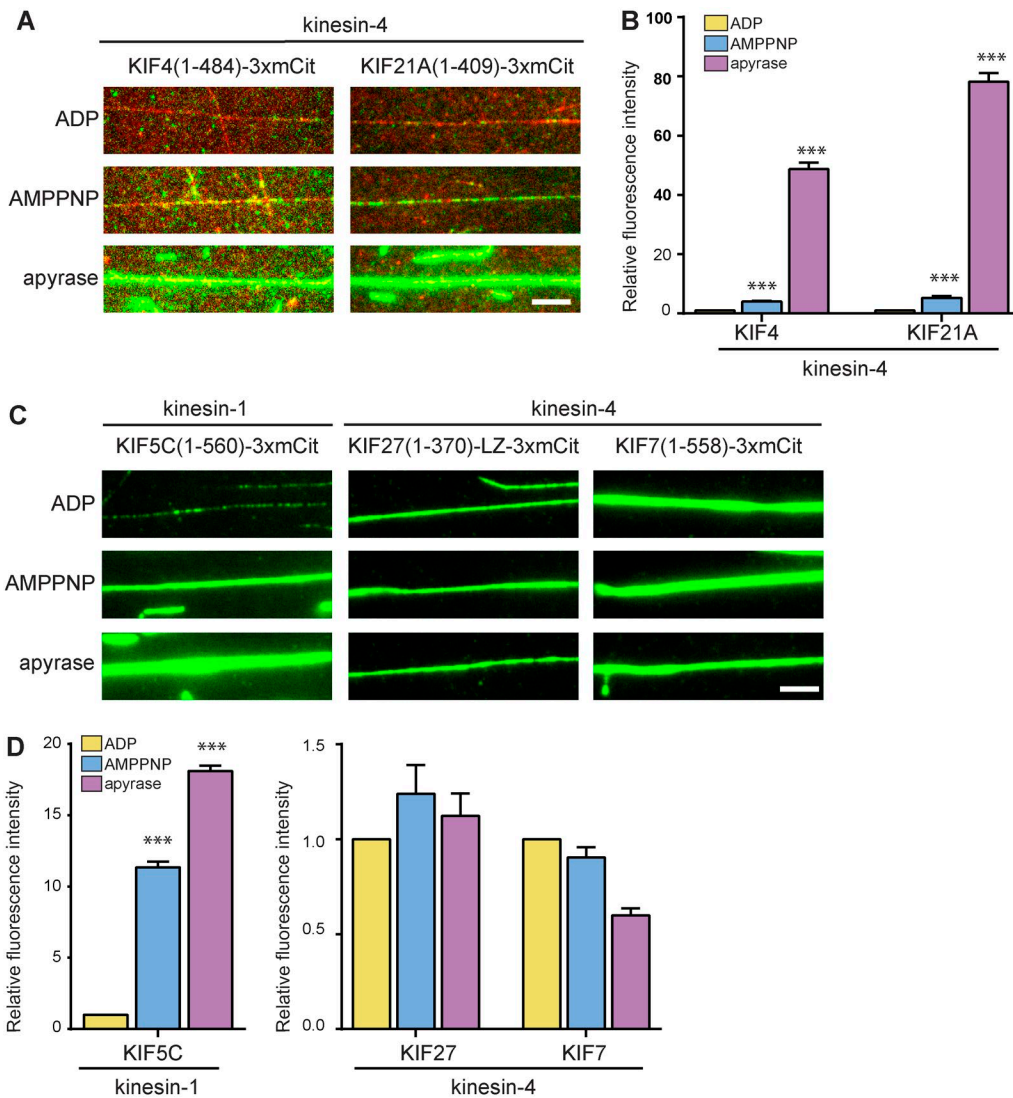 A
kinesin-4
KIF4(1-484)-3xmCit
KIF21A(1-409)-3xmCit
ADP
AMPPNP
apyrase
B
ADP
AMPPNP
apyrase
Relative fluorescence intensity
100
80
60
40
20
0
***
***
***
***
KIF4
KIF21A
kinesin-4
C
kinesin-1
kinesin-4
KIF5C(1-560)-3xmCit
KIF27(1-370)-LZ-3xmCit
KIF7(1-558)-3xmCit
ADP
AMPPNP
apyrase
D
ADP
AMPPNP
apyrase
Relative fluorescence intensity
20
15
10
5
0
***
***
KIF5C
kinesin-1
Relative fluorescence intensity
1.5
1.0
0.5
0.0
KIF27
KIF7
kinesin-4